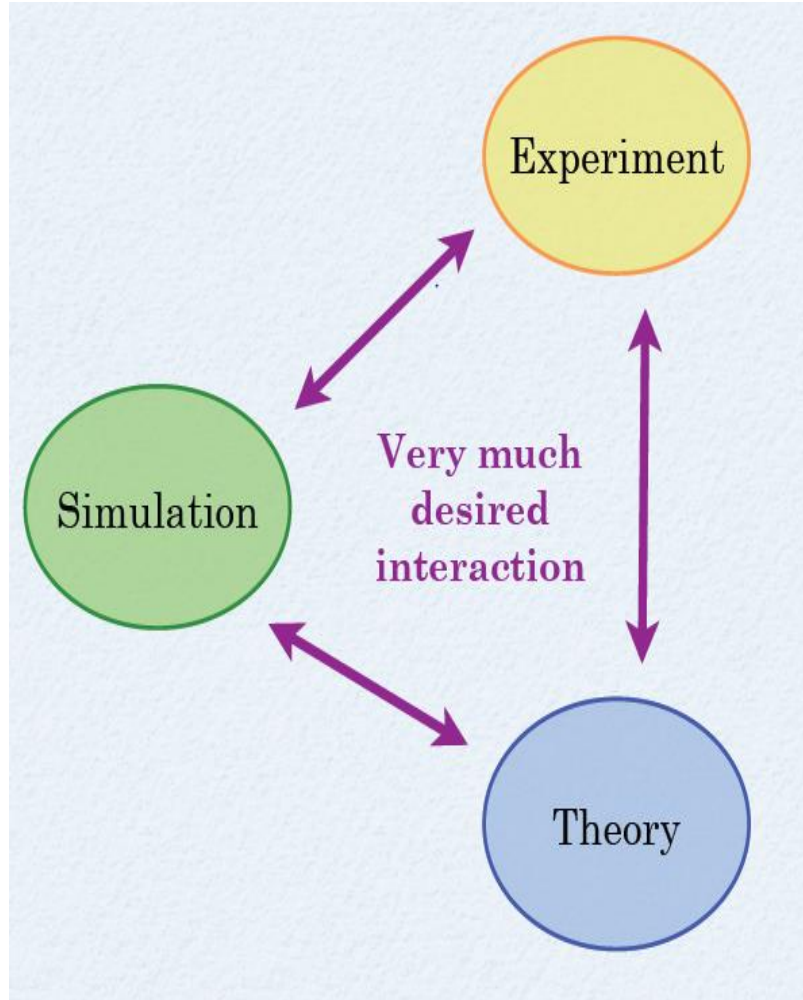 Experiment
Very much
desired
interaction
Simulation
Theory